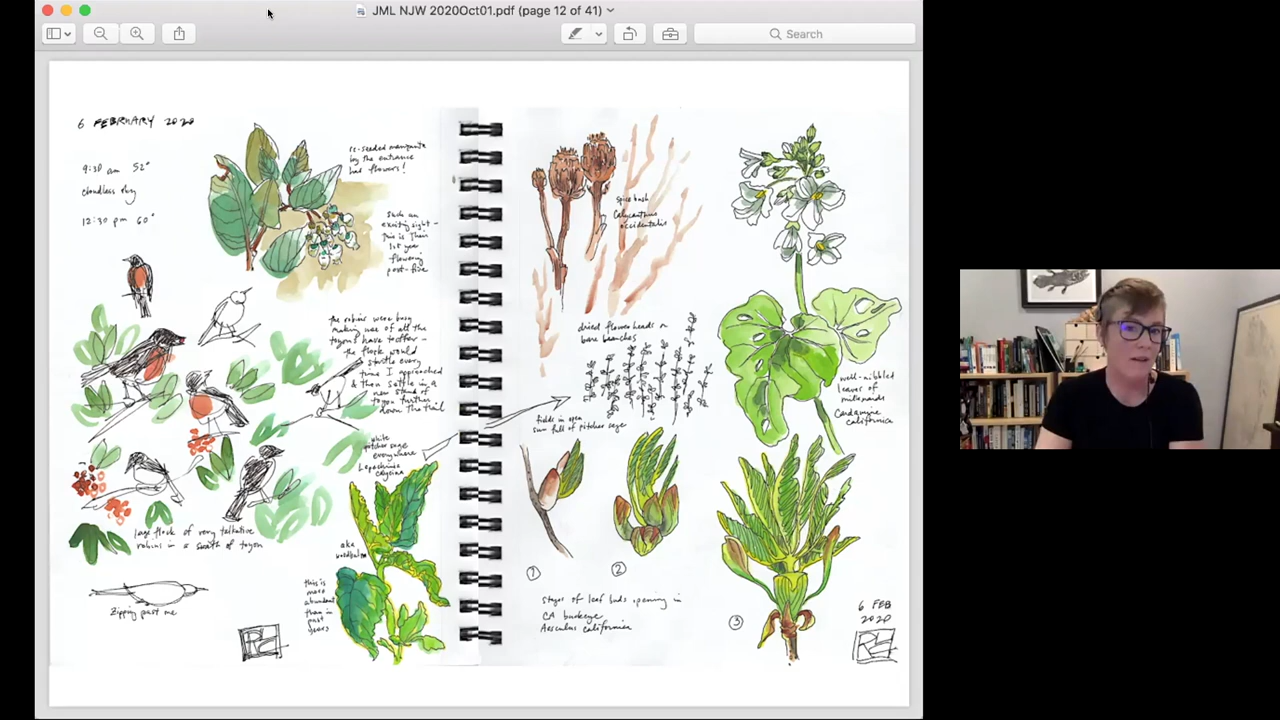 JML NJW 2020Oct01.pdf (page 12 of 41)
Search
6 FEBRUARY 2020
9:30 am 52°
cloudless sky
12:30 pm 60°
re-seeded manzanita
by the entrance
has flowers!
Such an
exciting sight -
this is their
1st year
flowering
post-fire
the robins were busy
making use of all the
toyons have to offer -
the flock would
startle every
time I approached
& then settle in a
new stand of
toyon further
down the trail
white
pitcher sage
everywhere
Lepechinia
calycina
large flock of very talkative
robins in a swath of toyon
aka
woodbalm
this is
more
abundant
than in
past
years
Zipping past me
spice bush
Calycanthus
occidentalis
dried flower heads on
bare branches
fields in open
sun full of pitcher sage
well-nibbled
leaves of
milkmaids
Cardamine
californica
1
2
3
stages of leaf buds opening in
CA buckeye
Aesculus californica
6 FEB
2020